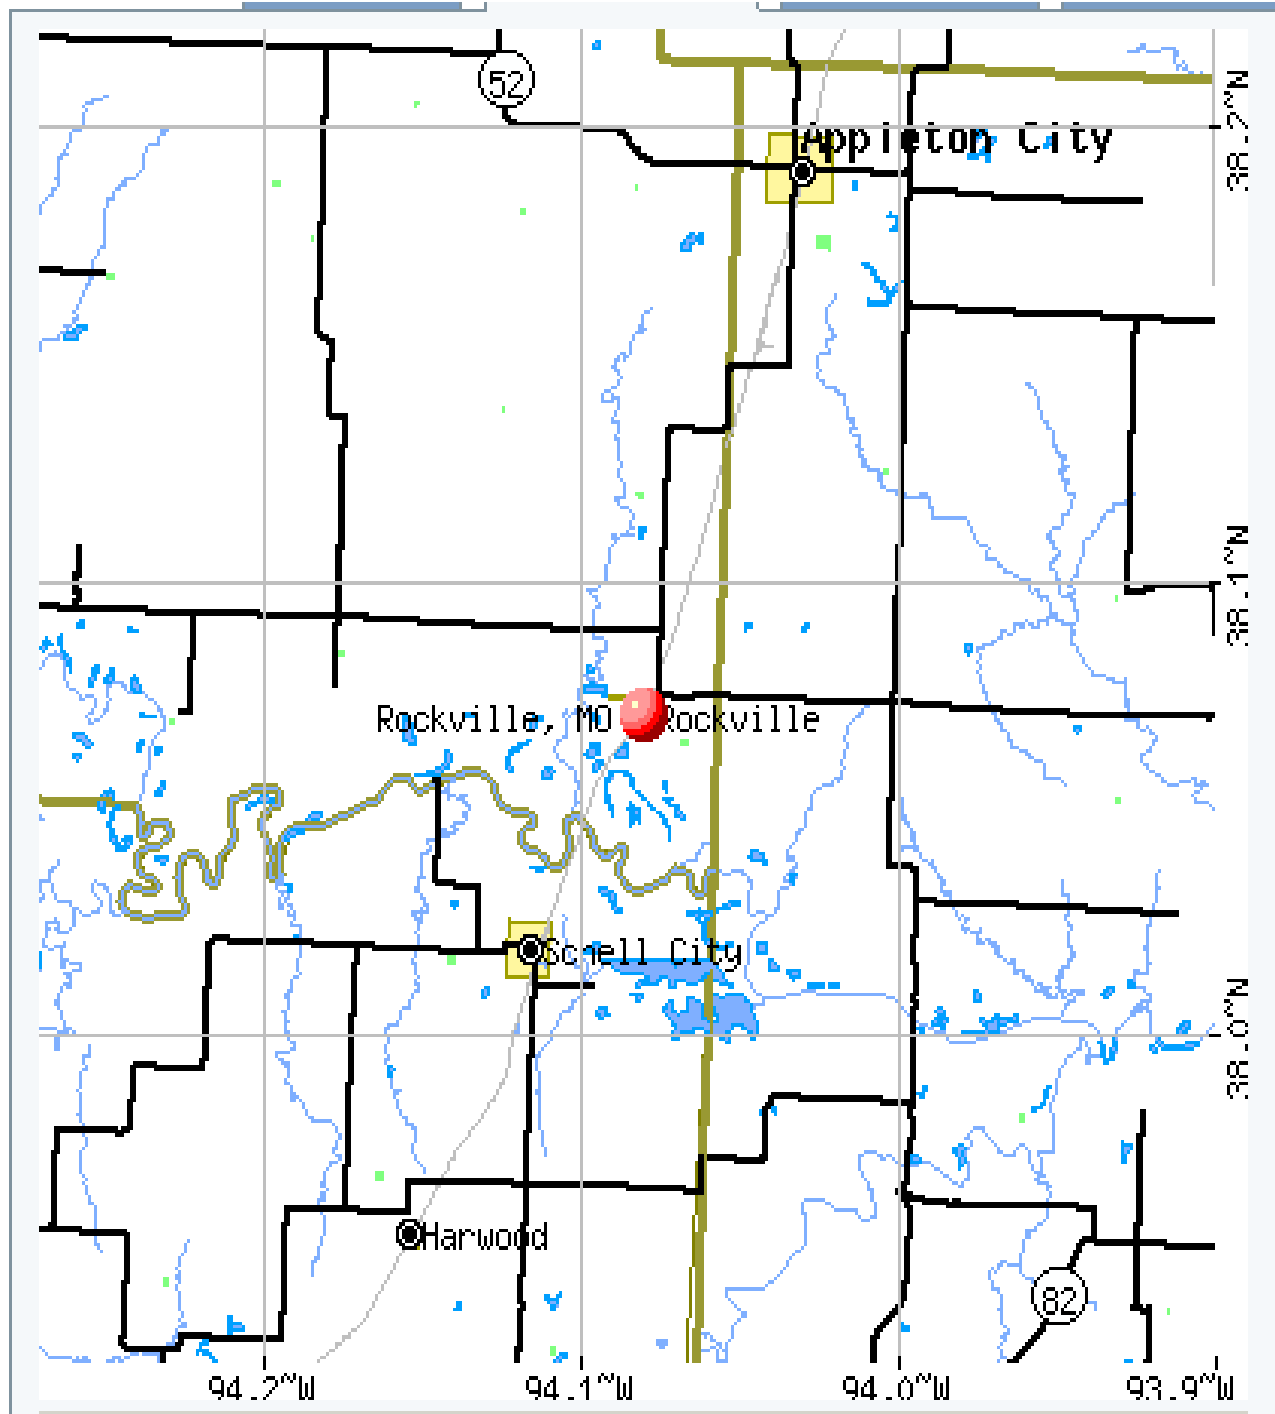 52
Appleton City
38.2~N
38.1~N
Rockville, MO Rockville
Schell City
38.0~N
Harwood
82
94.2~W 94.1~W 94.0~W 93.9~W